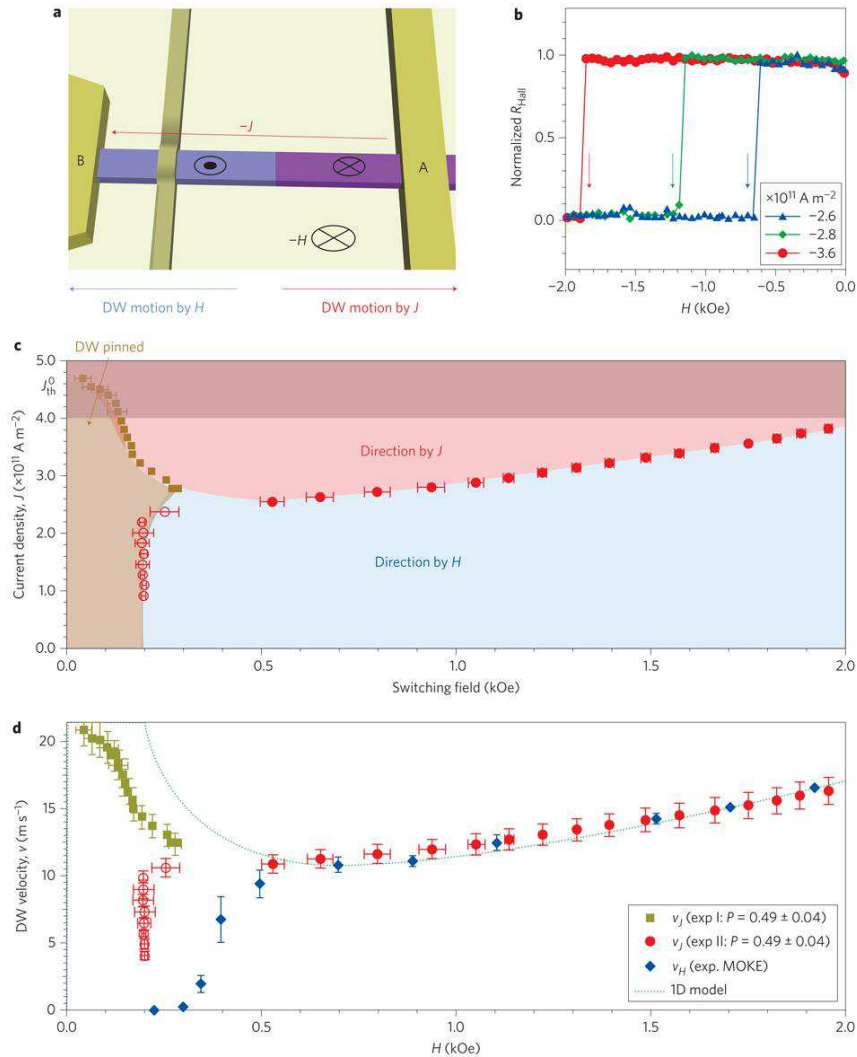 a
−J
B
A
−H
DW motion by H
DW motion by J
b
Normalized R_Hall
1.0
0.5
0.0
×10¹¹ A m⁻²
−2.6
−2.8
−3.6
−2.0
−1.5
−1.0
−0.5
0.0
H (kOe)
c
DW pinned
5.0
J⁰_th
4.0
3.0
2.0
1.0
0.0
Current density, J (×10¹¹ A m⁻²)
Direction by J
Direction by H
0.0
0.5
1.0
1.5
2.0
Switching field (kOe)
d
20
15
10
5
0
DW velocity, v (m s⁻¹)
v_J (exp I: P = 0.49 ± 0.04)
v_J (exp II: P = 0.49 ± 0.04)
v_H (exp. MOKE)
1D model
0.0
0.5
1.0
1.5
2.0
H (kOe)